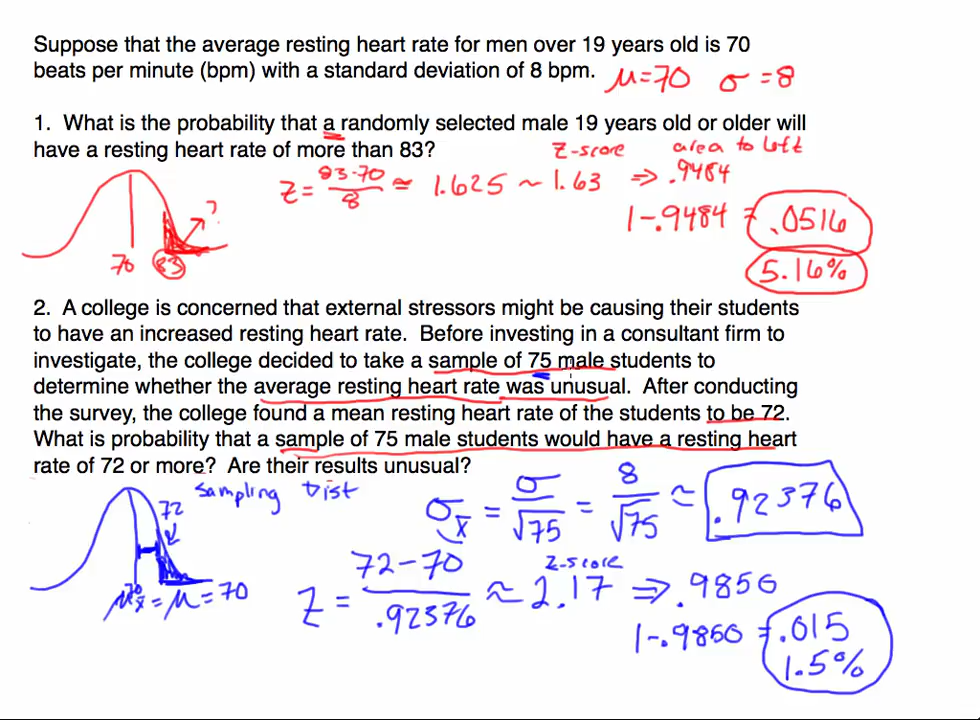 Suppose that the average resting heart rate for men over 19 years old is 70
beats per minute (bpm) with a standard deviation of 8 bpm. μ=70 σ=8
1. What is the probability that a randomly selected male 19 years old or older will
have a resting heart rate of more than 83? z-score area to left
z= 83-70 / 8 ≅ 1.625 ~ 1.63 ⇒ .9484
?
1-.9484 = .0516
70 83
5.16%
2. A college is concerned that external stressors might be causing their students
to have an increased resting heart rate. Before investing in a consultant firm to
investigate, the college decided to take a sample of 75 male students to
determine whether the average resting heart rate was unusual. After conducting
the survey, the college found a mean resting heart rate of the students to be 72.
What is probability that a sample of 75 male students would have a resting heart
rate of 72 or more? Are their results unusual?
Sampling Dist
72
σx̄ = σ / √75 = 8 / √75 ≈ .92376
z-score
Z = 72-70 / .92376 ≈ 2.17 ⇒ .9850
70
μx̄ = μ = 70
1-.9850 = .015
1.5%